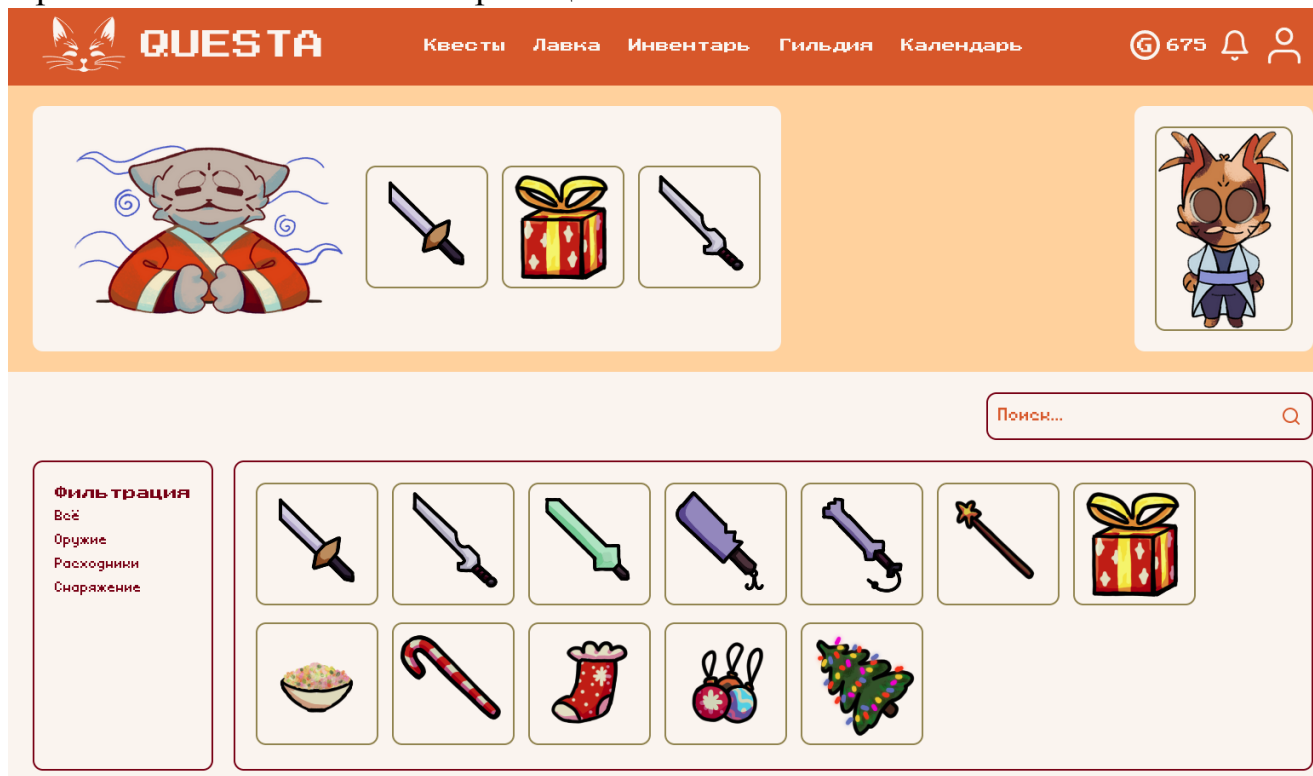 QUESTA
Квесты Лавка Инвентарь Гильдия Календарь
G 675
Поиск...
Фильтрация
Всё
Оружие
Расходники
Снаряжение